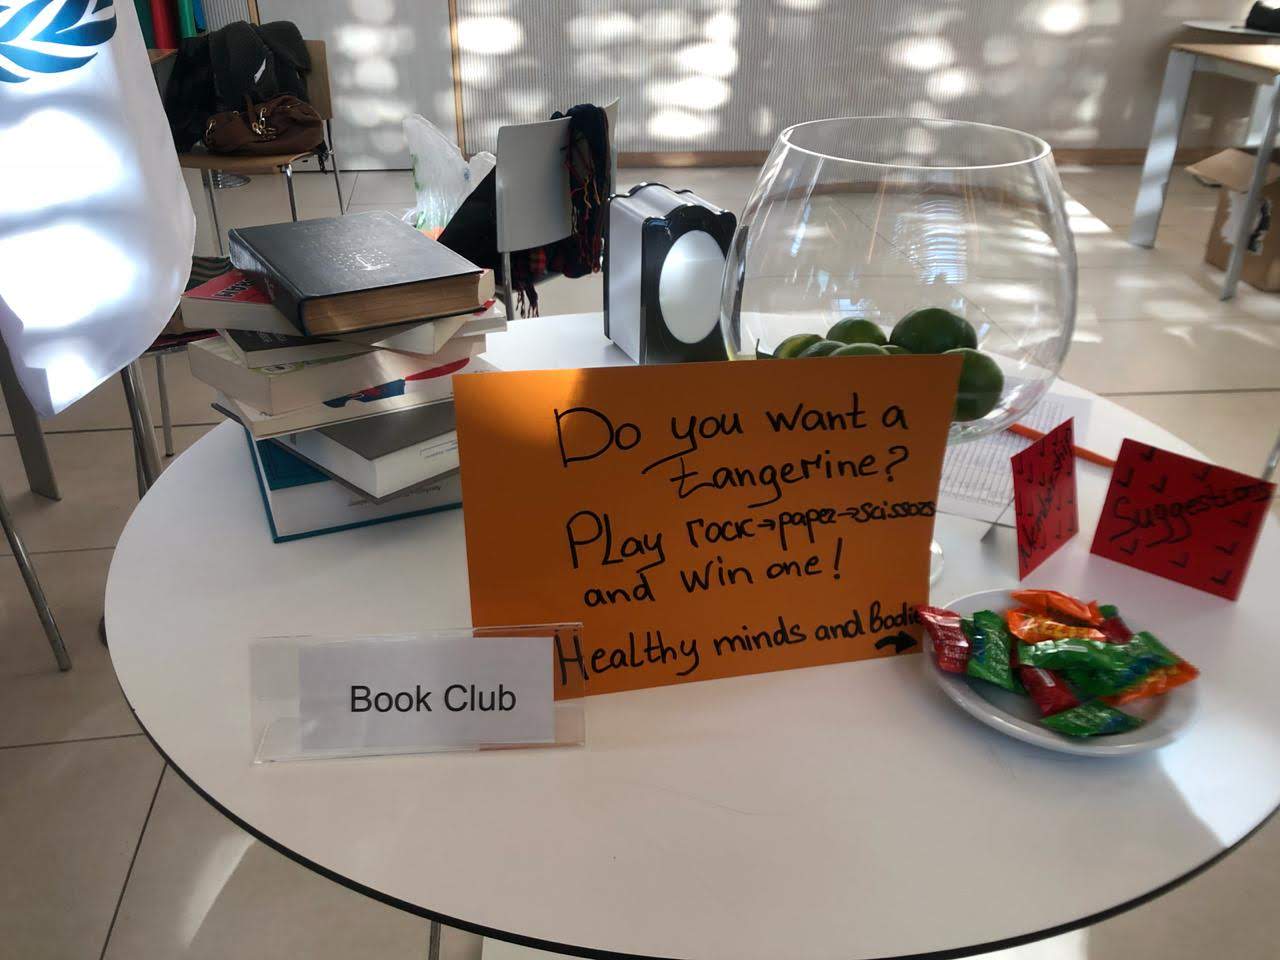 Do you want a
tangerine?
Play rock→paper→scissors
and win one!
Healthy minds and Bodie
Book Club
Membership
Suggestions